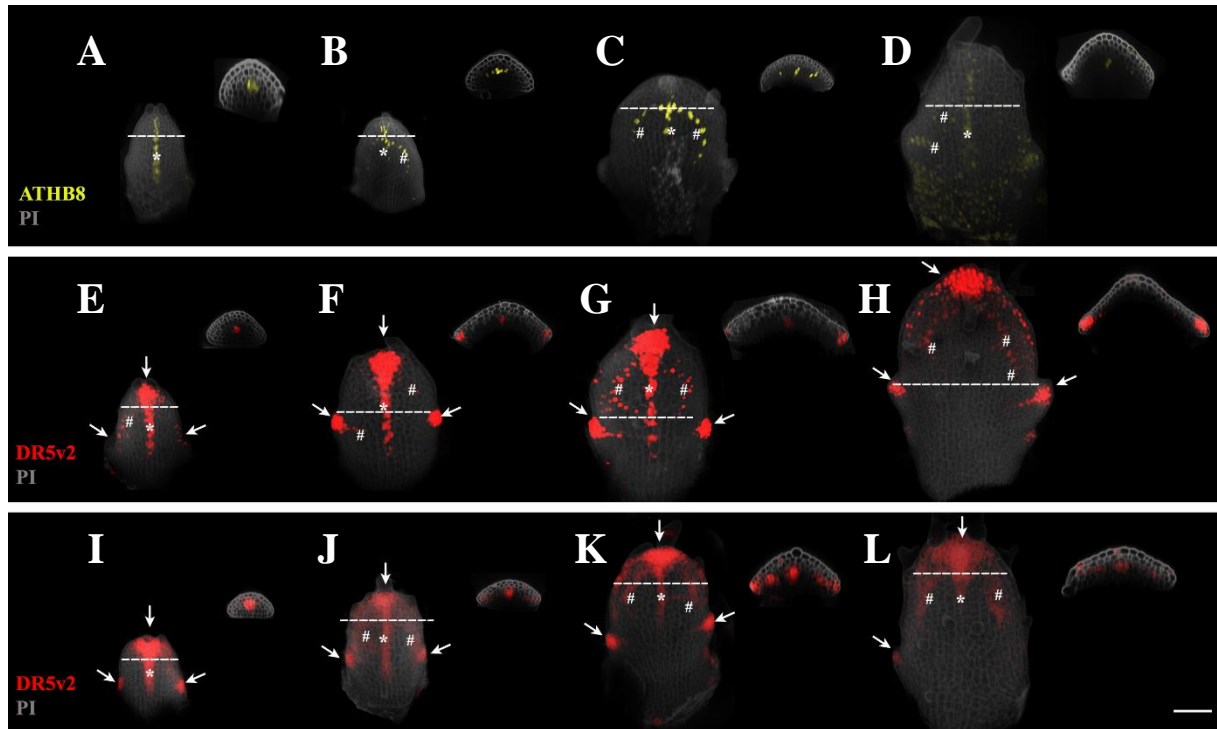 A B C D
* * # # * # # * #
ATHB8
PI
E F G H
# * # * # # * # # #
DR5v2
PI
I J K L
* # * # # * # # * #
DR5v2
PI